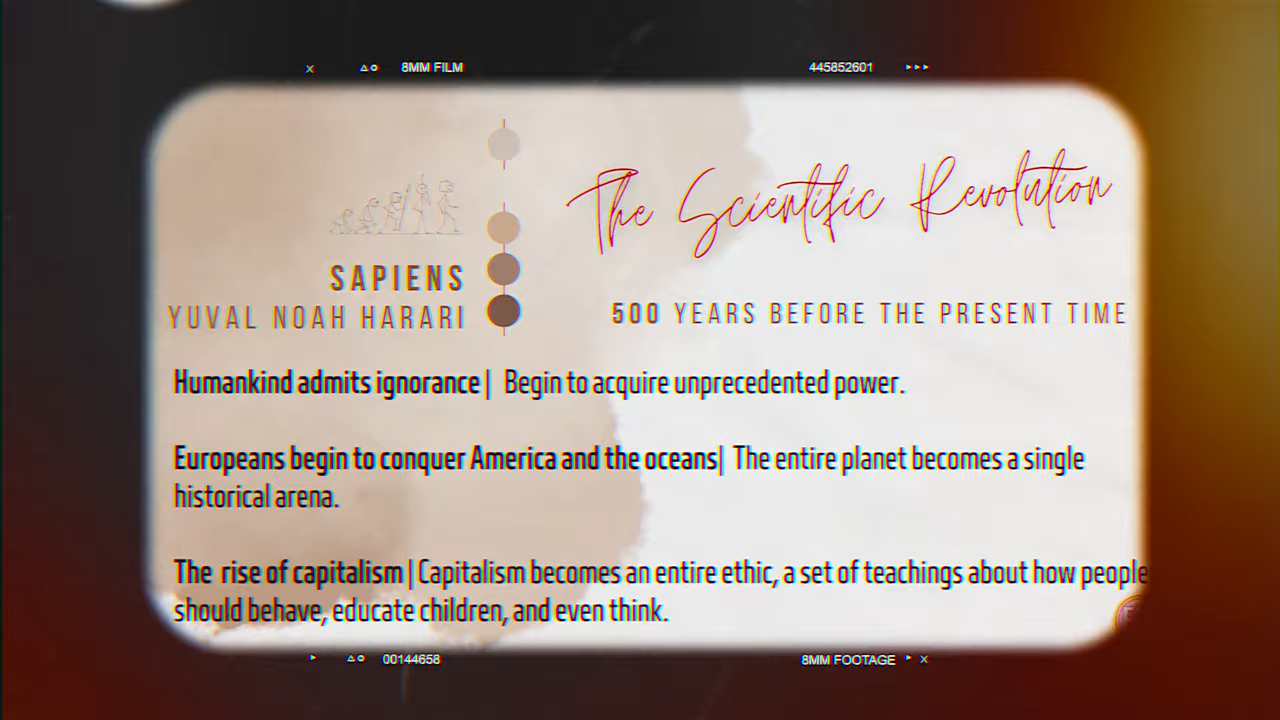 8MM FILM
445852601
The Scientific Revolution
SAPIENS
YUVAL NOAH HARARI
500 YEARS BEFORE THE PRESENT TIME
Humankind admits ignorance | Begin to acquire unprecedented power.
Europeans begin to conquer America and the oceans| The entire planet becomes a single
historical arena.
The rise of capitalism | Capitalism becomes an entire ethic, a set of teachings about how people
should behave, educate children, and even think.
00144658
8MM FOOTAGE